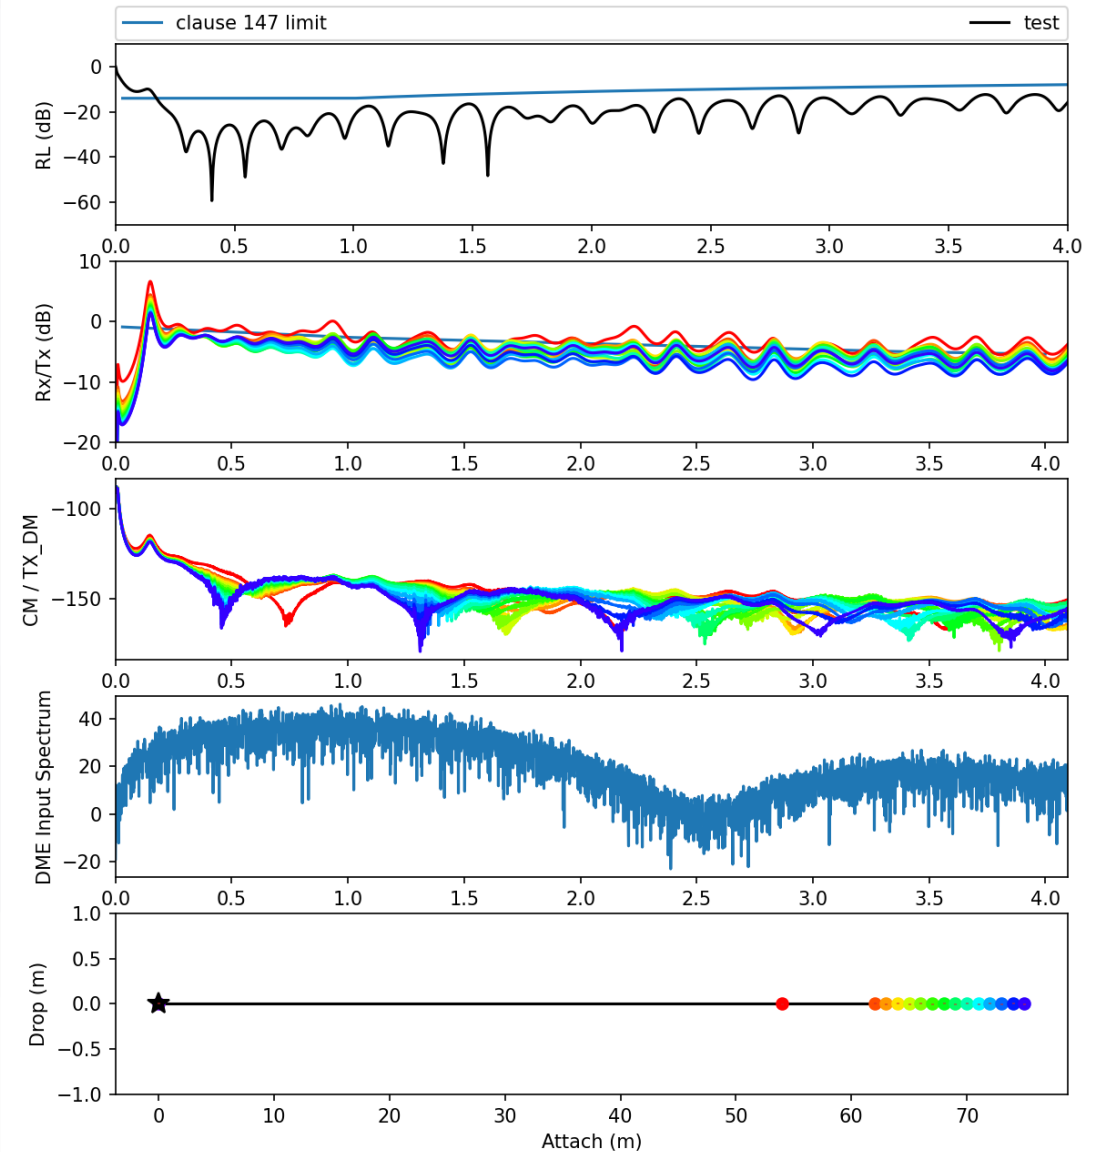 clause 147 limit test
RL (dB)
0
−20
−40
−60
0.0 0.5 1.0 1.5 2.0 2.5 3.0 3.5 4.0
Rx/Tx (dB)
10
0
−10
−20
0.0 0.5 1.0 1.5 2.0 2.5 3.0 3.5 4.0
CM / TX_DM
−100
−150
0.0 0.5 1.0 1.5 2.0 2.5 3.0 3.5 4.0
DME Input Spectrum
40
20
0
−20
0.0 0.5 1.0 1.5 2.0 2.5 3.0 3.5 4.0
Drop (m)
1.0
0.5
0.0
−0.5
−1.0
0 10 20 30 40 50 60 70
Attach (m)